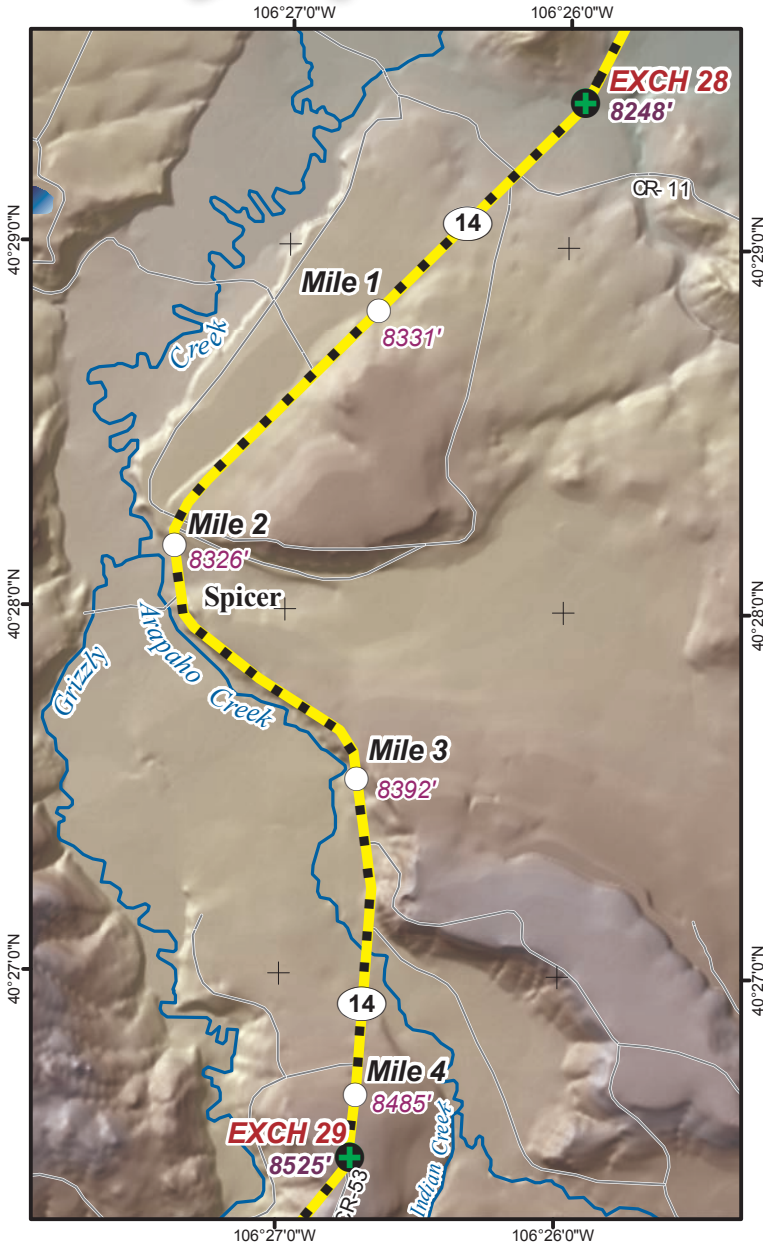 106°27'0"W
106°26'0"W
EXCH 28
8248'
CR-11
14
40°29'0"N
40°29'0"N
Mile 1
8331'
Creek
Mile 2
8326'
Spicer
40°28'0"N
40°28'0"N
Arapaho Creek
Grizzly
Mile 3
8392'
40°27'0"N
40°27'0"N
14
Mile 4
8485'
EXCH 29
8525'
CR-53
Indian Creek
106°27'0"W
106°26'0"W